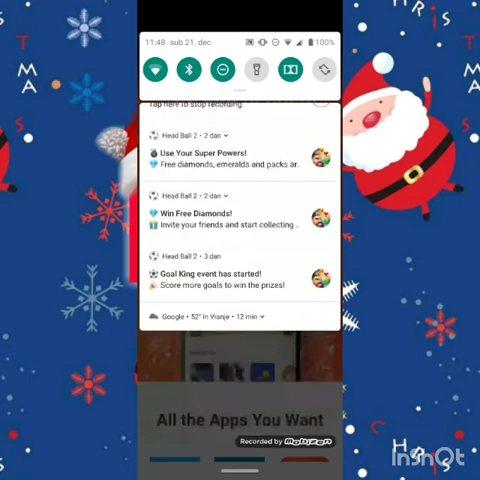 11:48 sub 21. dec
100%
Tap here to stop recording.
Head Ball 2 • 2 dan
Use Your Super Powers!
Free diamonds, emeralds and packs ar..
Head Ball 2 • 2 dan
Win Free Diamonds!
Invite your friends and start collecting ..
Head Ball 2 • 3 dan
Goal King event has started!
Score more goals to win the prizes!
Google • 52° in Vranje • 12 min
All the Apps You Want
Recorded by Mobizen
InShOt